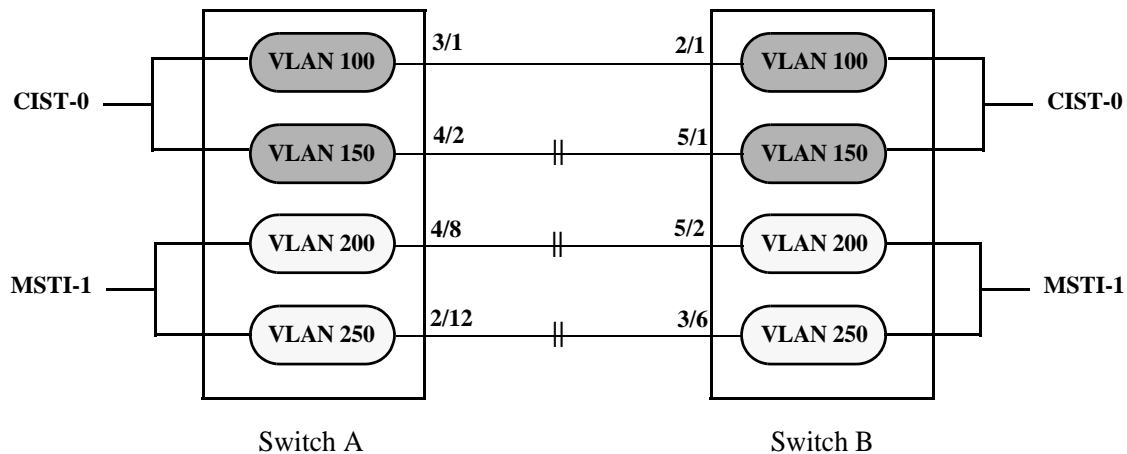 3/1 2/1
VLAN 100 VLAN 100
CIST-0 CIST-0
4/2 5/1
VLAN 150 VLAN 150
4/8 5/2
VLAN 200 VLAN 200
MSTI-1 MSTI-1
2/12 3/6
VLAN 250 VLAN 250
Switch A Switch B